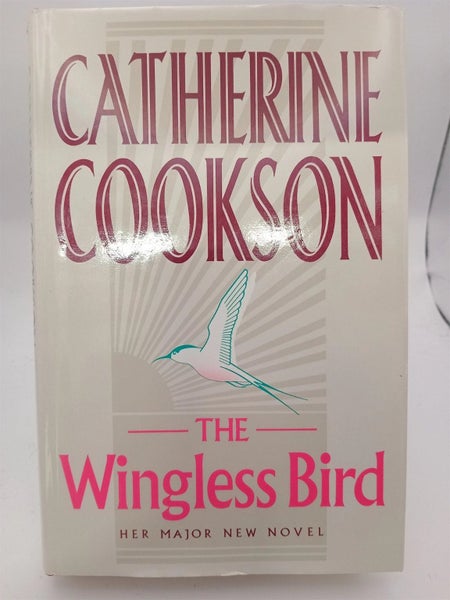 CATHERINE
COOKSON
THE
Wingless Bird
HER MAJOR NEW NOVEL